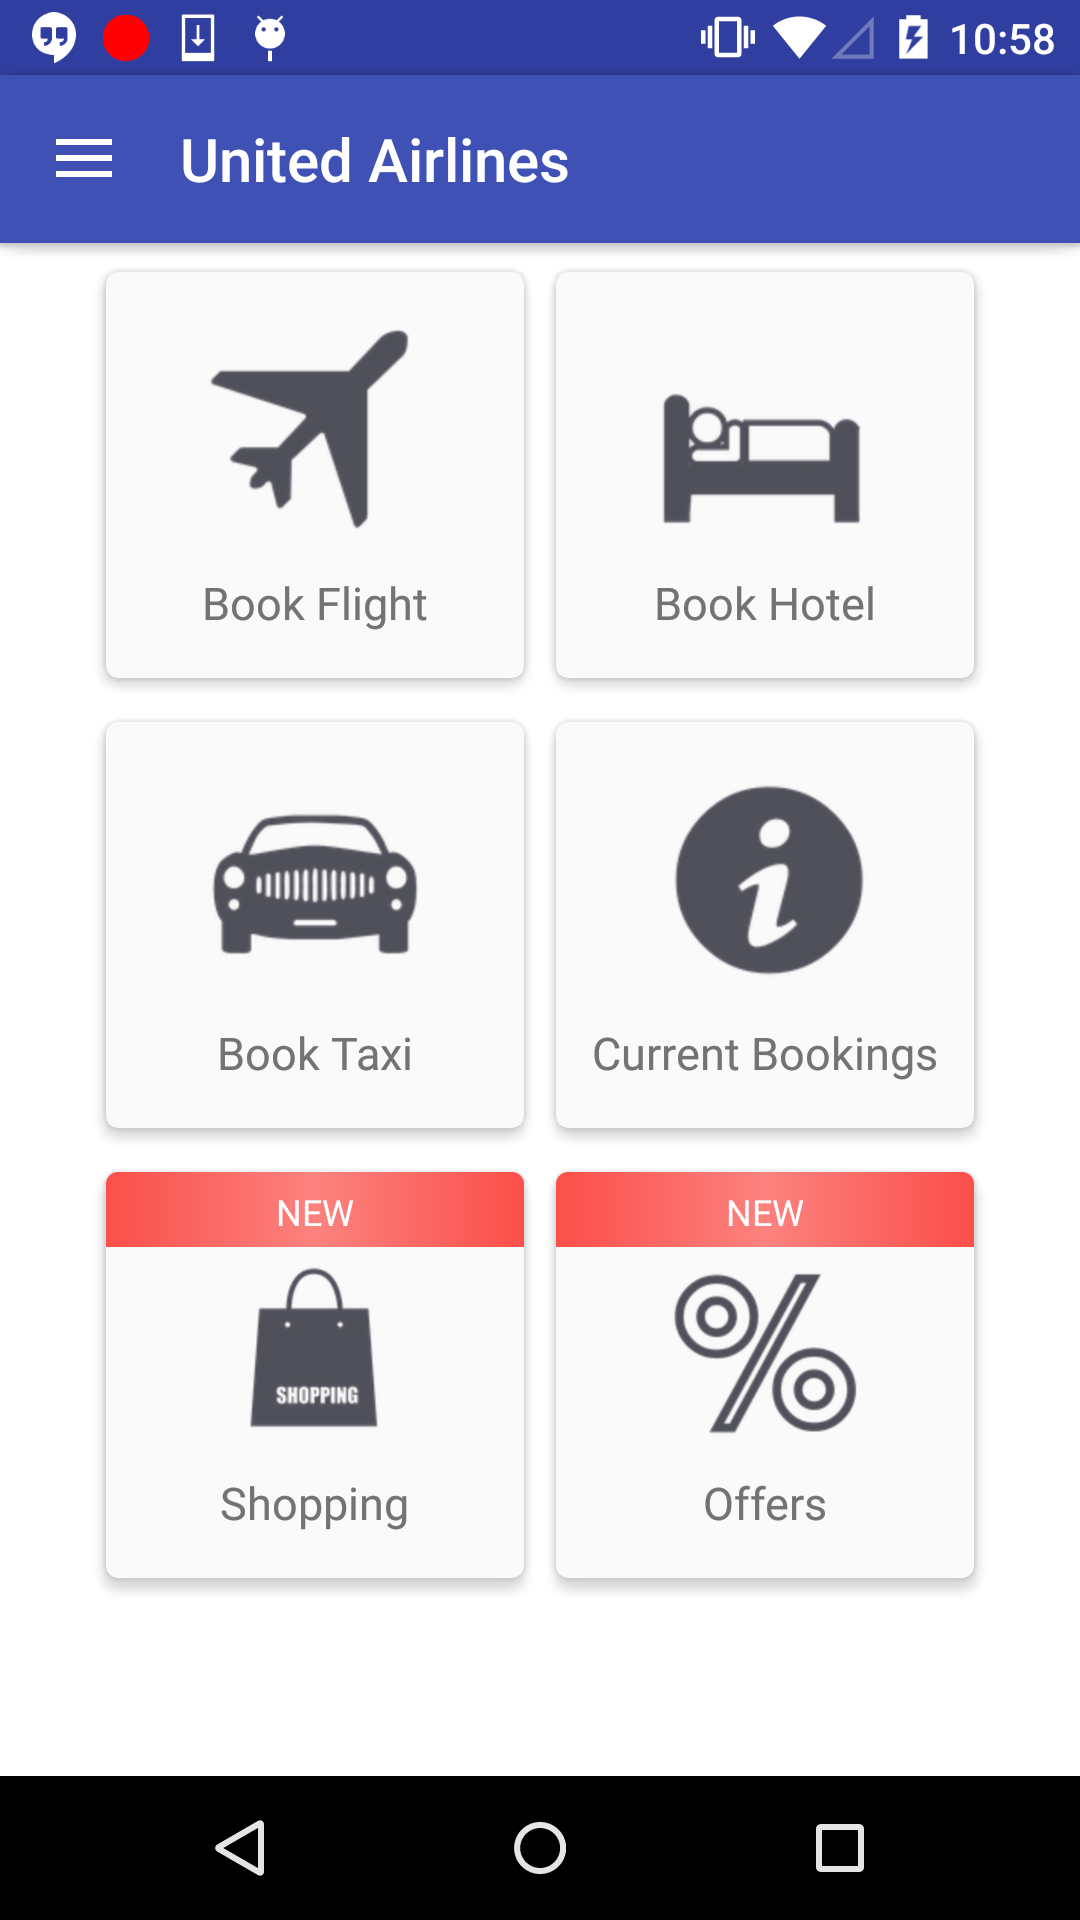 10:58
United Airlines
Book Flight
Book Hotel
Book Taxi
Current Bookings
NEW
NEW
SHOPPING
Shopping
Offers